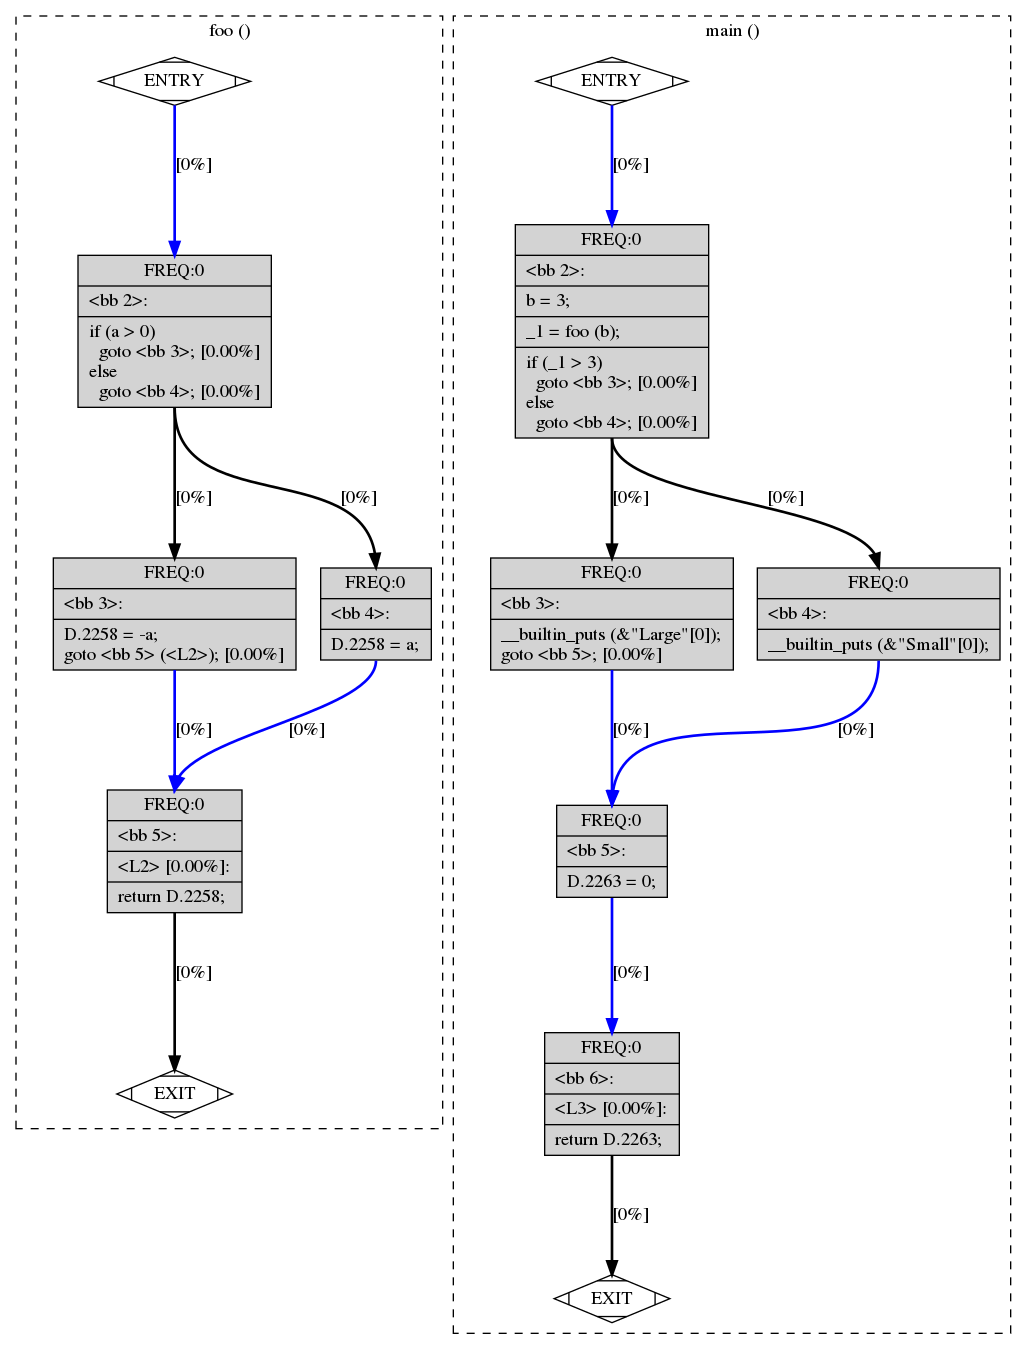 foo ()
ENTRY
[0%]
FREQ:0
<bb 2>:
if (a > 0)
  goto <bb 3>; [0.00%]
else
  goto <bb 4>; [0.00%]
[0%]
[0%]
FREQ:0
<bb 3>:
D.2258 = -a;
goto <bb 5> (<L2>); [0.00%]
FREQ:0
<bb 4>:
D.2258 = a;
[0%]
[0%]
FREQ:0
<bb 5>:
<L2> [0.00%]:
return D.2258;
[0%]
EXIT
main ()
ENTRY
[0%]
FREQ:0
<bb 2>:
b = 3;
_1 = foo (b);
if (_1 > 3)
  goto <bb 3>; [0.00%]
else
  goto <bb 4>; [0.00%]
[0%]
[0%]
FREQ:0
<bb 3>:
__builtin_puts (&"Large"[0]);
goto <bb 5>; [0.00%]
FREQ:0
<bb 4>:
__builtin_puts (&"Small"[0]);
[0%]
[0%]
FREQ:0
<bb 5>:
D.2263 = 0;
[0%]
FREQ:0
<bb 6>:
<L3> [0.00%]:
return D.2263;
[0%]
EXIT